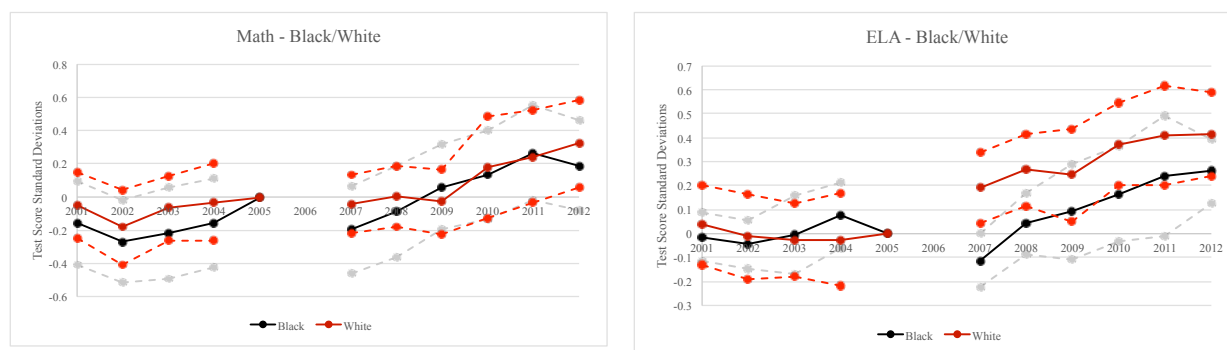 Math - Black/White
Test Score Standard Deviations
0.8
0.6
0.4
0.2
0
-0.2
-0.4
-0.6
2001 2002 2003 2004 2005 2006 2007 2008 2009 2010 2011 2012
Black White
ELA - Black/White
Test Score Standard Deviations
0.7
0.6
0.5
0.4
0.3
0.2
0.1
0
-0.1
-0.2
-0.3
2001 2002 2003 2004 2005 2006 2007 2008 2009 2010 2011 2012
Black White